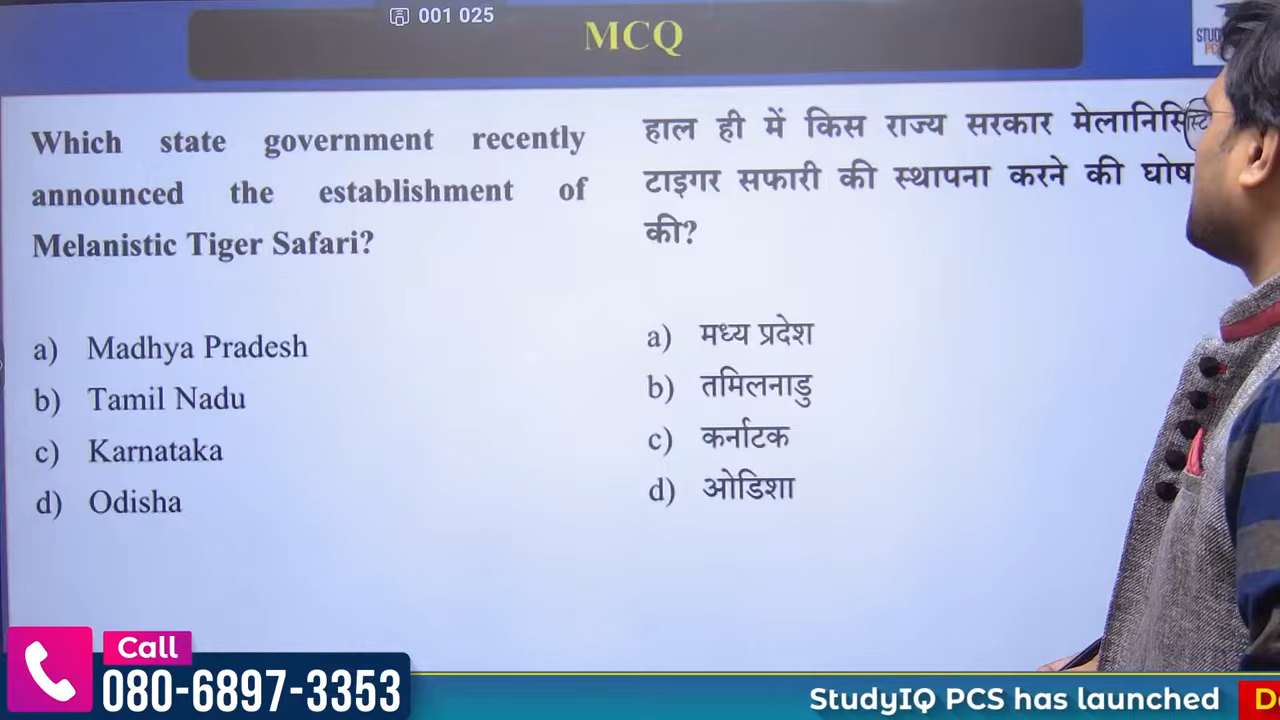 001 025
MCQ
Which state government recently
announced the establishment of
Melanistic Tiger Safari?
a) Madhya Pradesh
b) Tamil Nadu
c) Karnataka
d) Odisha
हाल ही में किस राज्य सरकार
टाइगर सफारी की स्थापना करने की
की?
a) मध्य प्रदेश
b) तमिलनाडु
c) कर्नाटक
d) ओडिशा
Call
080-6897-3353
StudyIQ PCS has launched